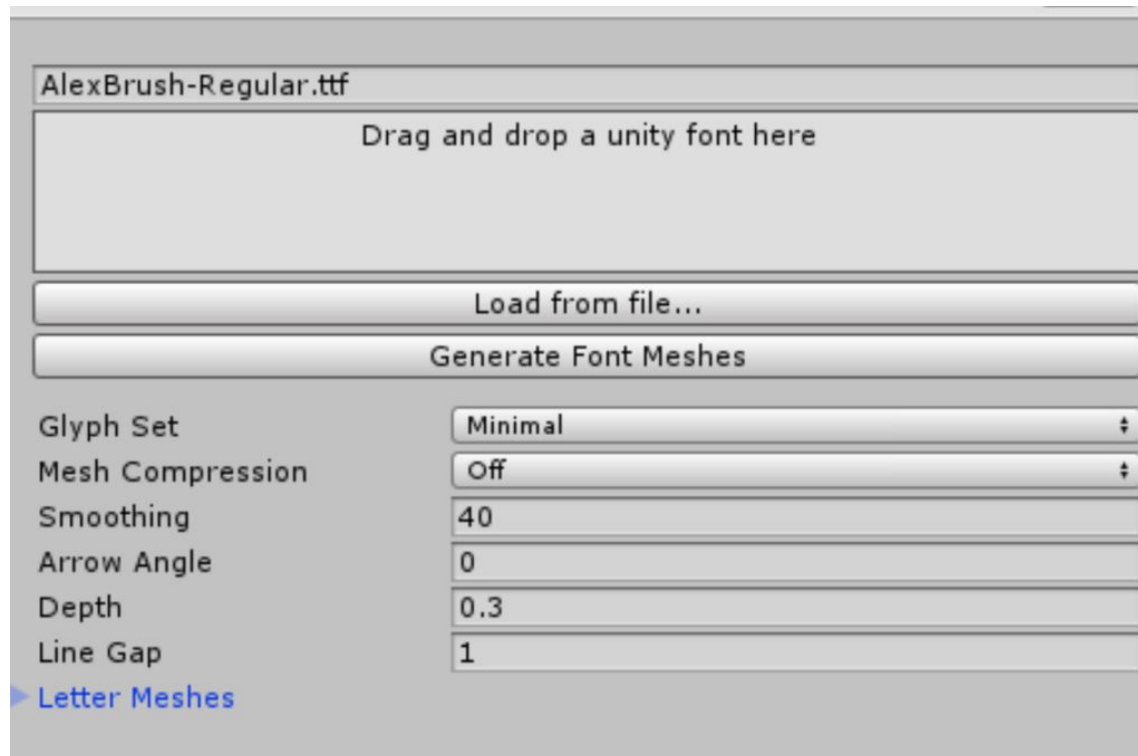 AlexBrush-Regular.ttf
Drag and drop a unity font here
Load from file...
Generate Font Meshes
Glyph Set Minimal
Mesh Compression Off
Smoothing 40
Arrow Angle 0
Depth 0.3
Line Gap 1
Letter Meshes